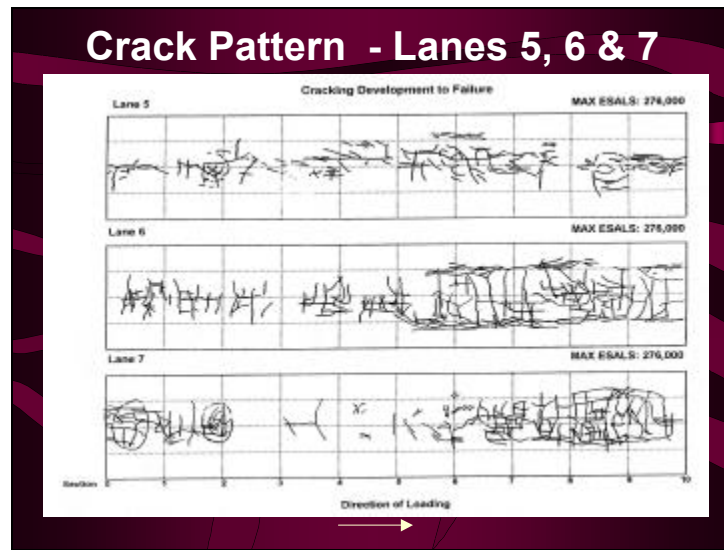 Crack Pattern - Lanes 5, 6 & 7
Cracking Development to Failure
Lane 5
MAX ESALS: 276,000
Lane 6
MAX ESALS: 276,000
Lane 7
MAX ESALS: 276,000
Section 0 1 2 3 4 5 6 7 8 9 10
Direction of Loading